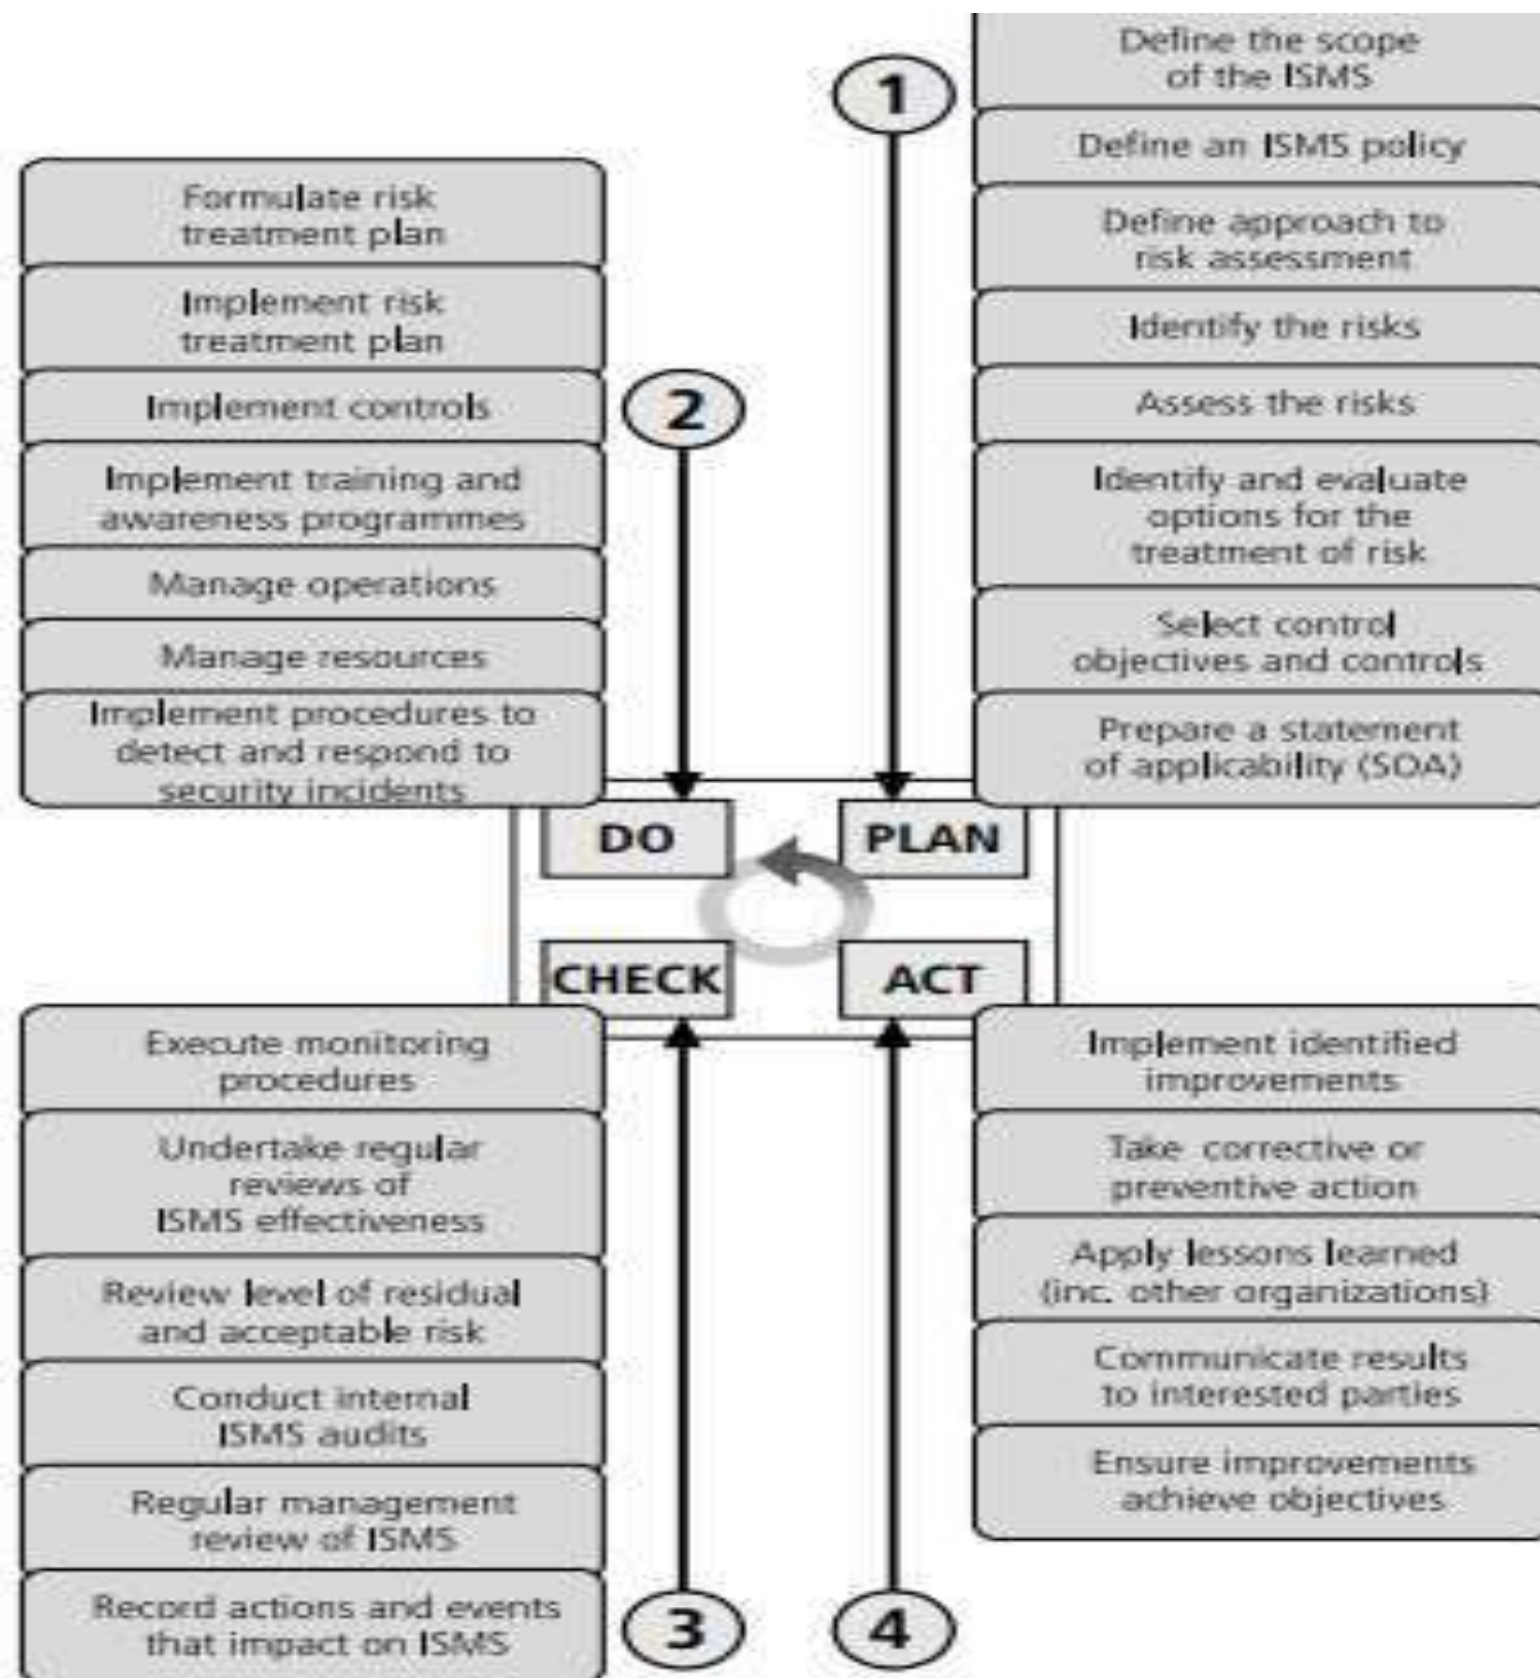 1
Define the scope
of the ISMS
Define an ISMS policy
Define approach to
risk assessment
Identify the risks
Assess the risks
Identify and evaluate
options for the
treatment of risk
Select control
objectives and controls
Prepare a statement
of applicability (SOA)
2
Formulate risk
treatment plan
Implement risk
treatment plan
Implement controls
Implement training and
awareness programmes
Manage operations
Manage resources
Implement procedures to
detect and respond to
security incidents
DO
PLAN
CHECK
ACT
Execute monitoring
procedures
Undertake regular
reviews of
ISMS effectiveness
Review level of residual
and acceptable risk
Conduct internal
ISMS audits
Regular management
review of ISMS
Record actions and events
that impact on ISMS
3
Implement identified
improvements
Take corrective or
preventive action
Apply lessons learned
(inc. other organizations)
Communicate results
to interested parties
Ensure improvements
achieve objectives
4